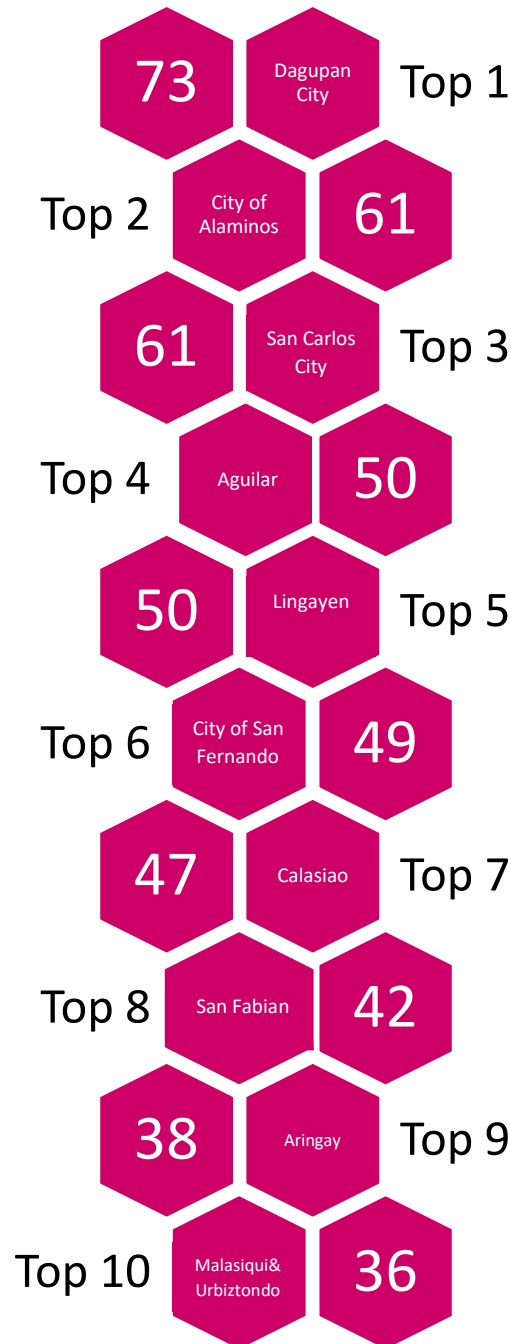 73
Dagupan
City
Top 1
Top 2
City of
Alaminos
61
61
San Carlos
City
Top 3
Top 4
Aguilar
50
50
Lingayen
Top 5
Top 6
City of San
Fernando
49
47
Calasiao
Top 7
Top 8
San Fabian
42
38
Aringay
Top 9
Top 10
Malasiqui&
Urbiztondo
36